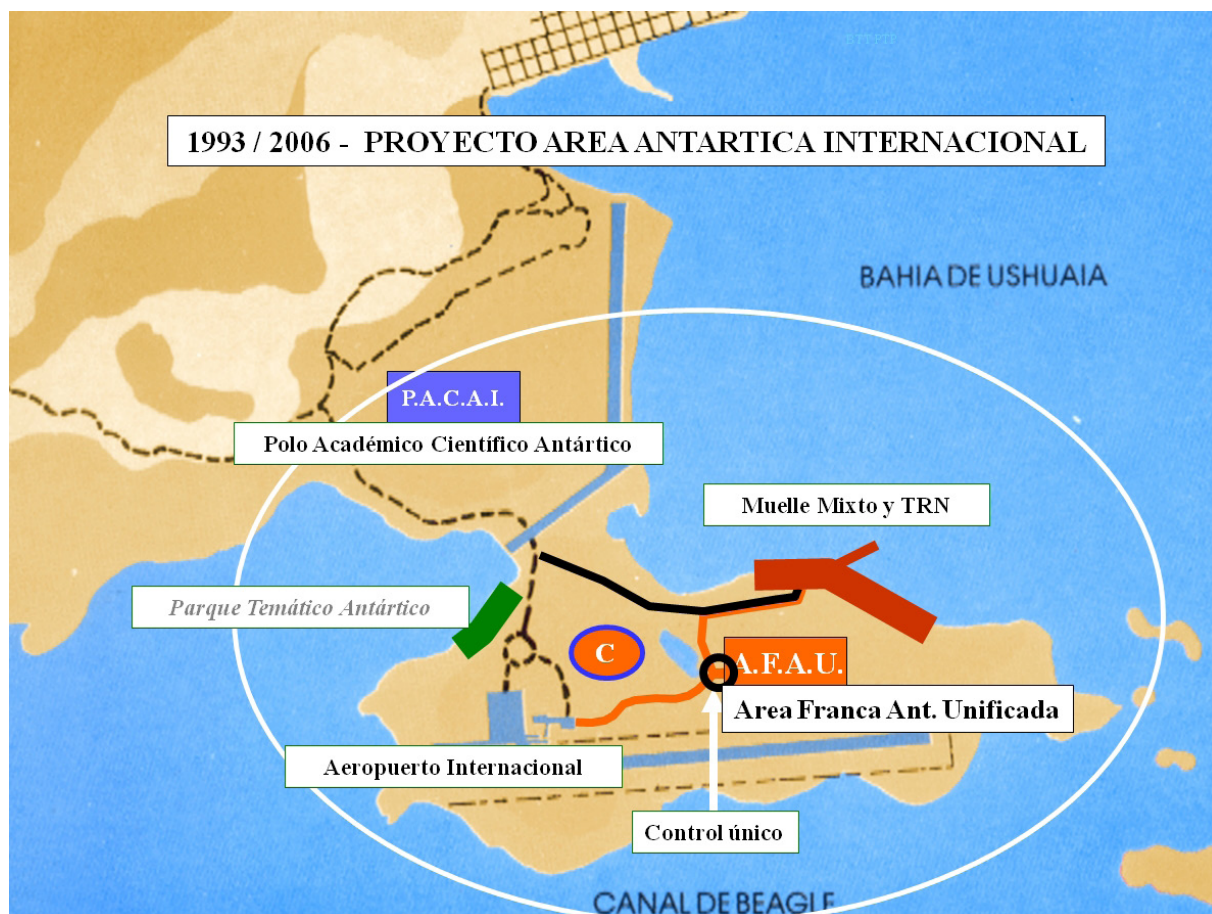 1993 / 2006 - PROYECTO AREA ANTARTICA INTERNACIONAL
BAHIA DE USHUAIA
P.A.C.A.I.
Polo Académico Científico Antártico
Muelle Mixto y TRN
Parque Temático Antártico
C
A.F.A.U.
Area Franca Ant. Unificada
Aeropuerto Internacional
Control único
CANAL DE BEAGLE